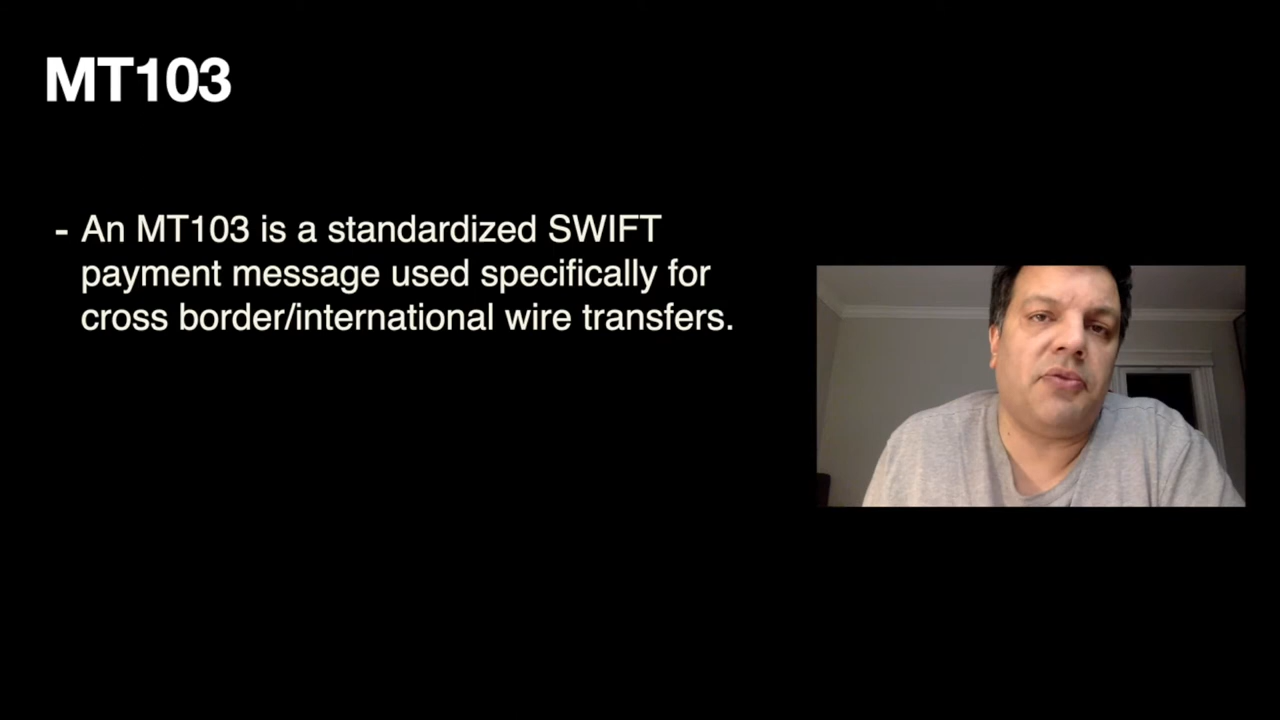 MT103
- An MT103 is a standardized SWIFT
payment message used specifically for
cross border/international wire transfers.